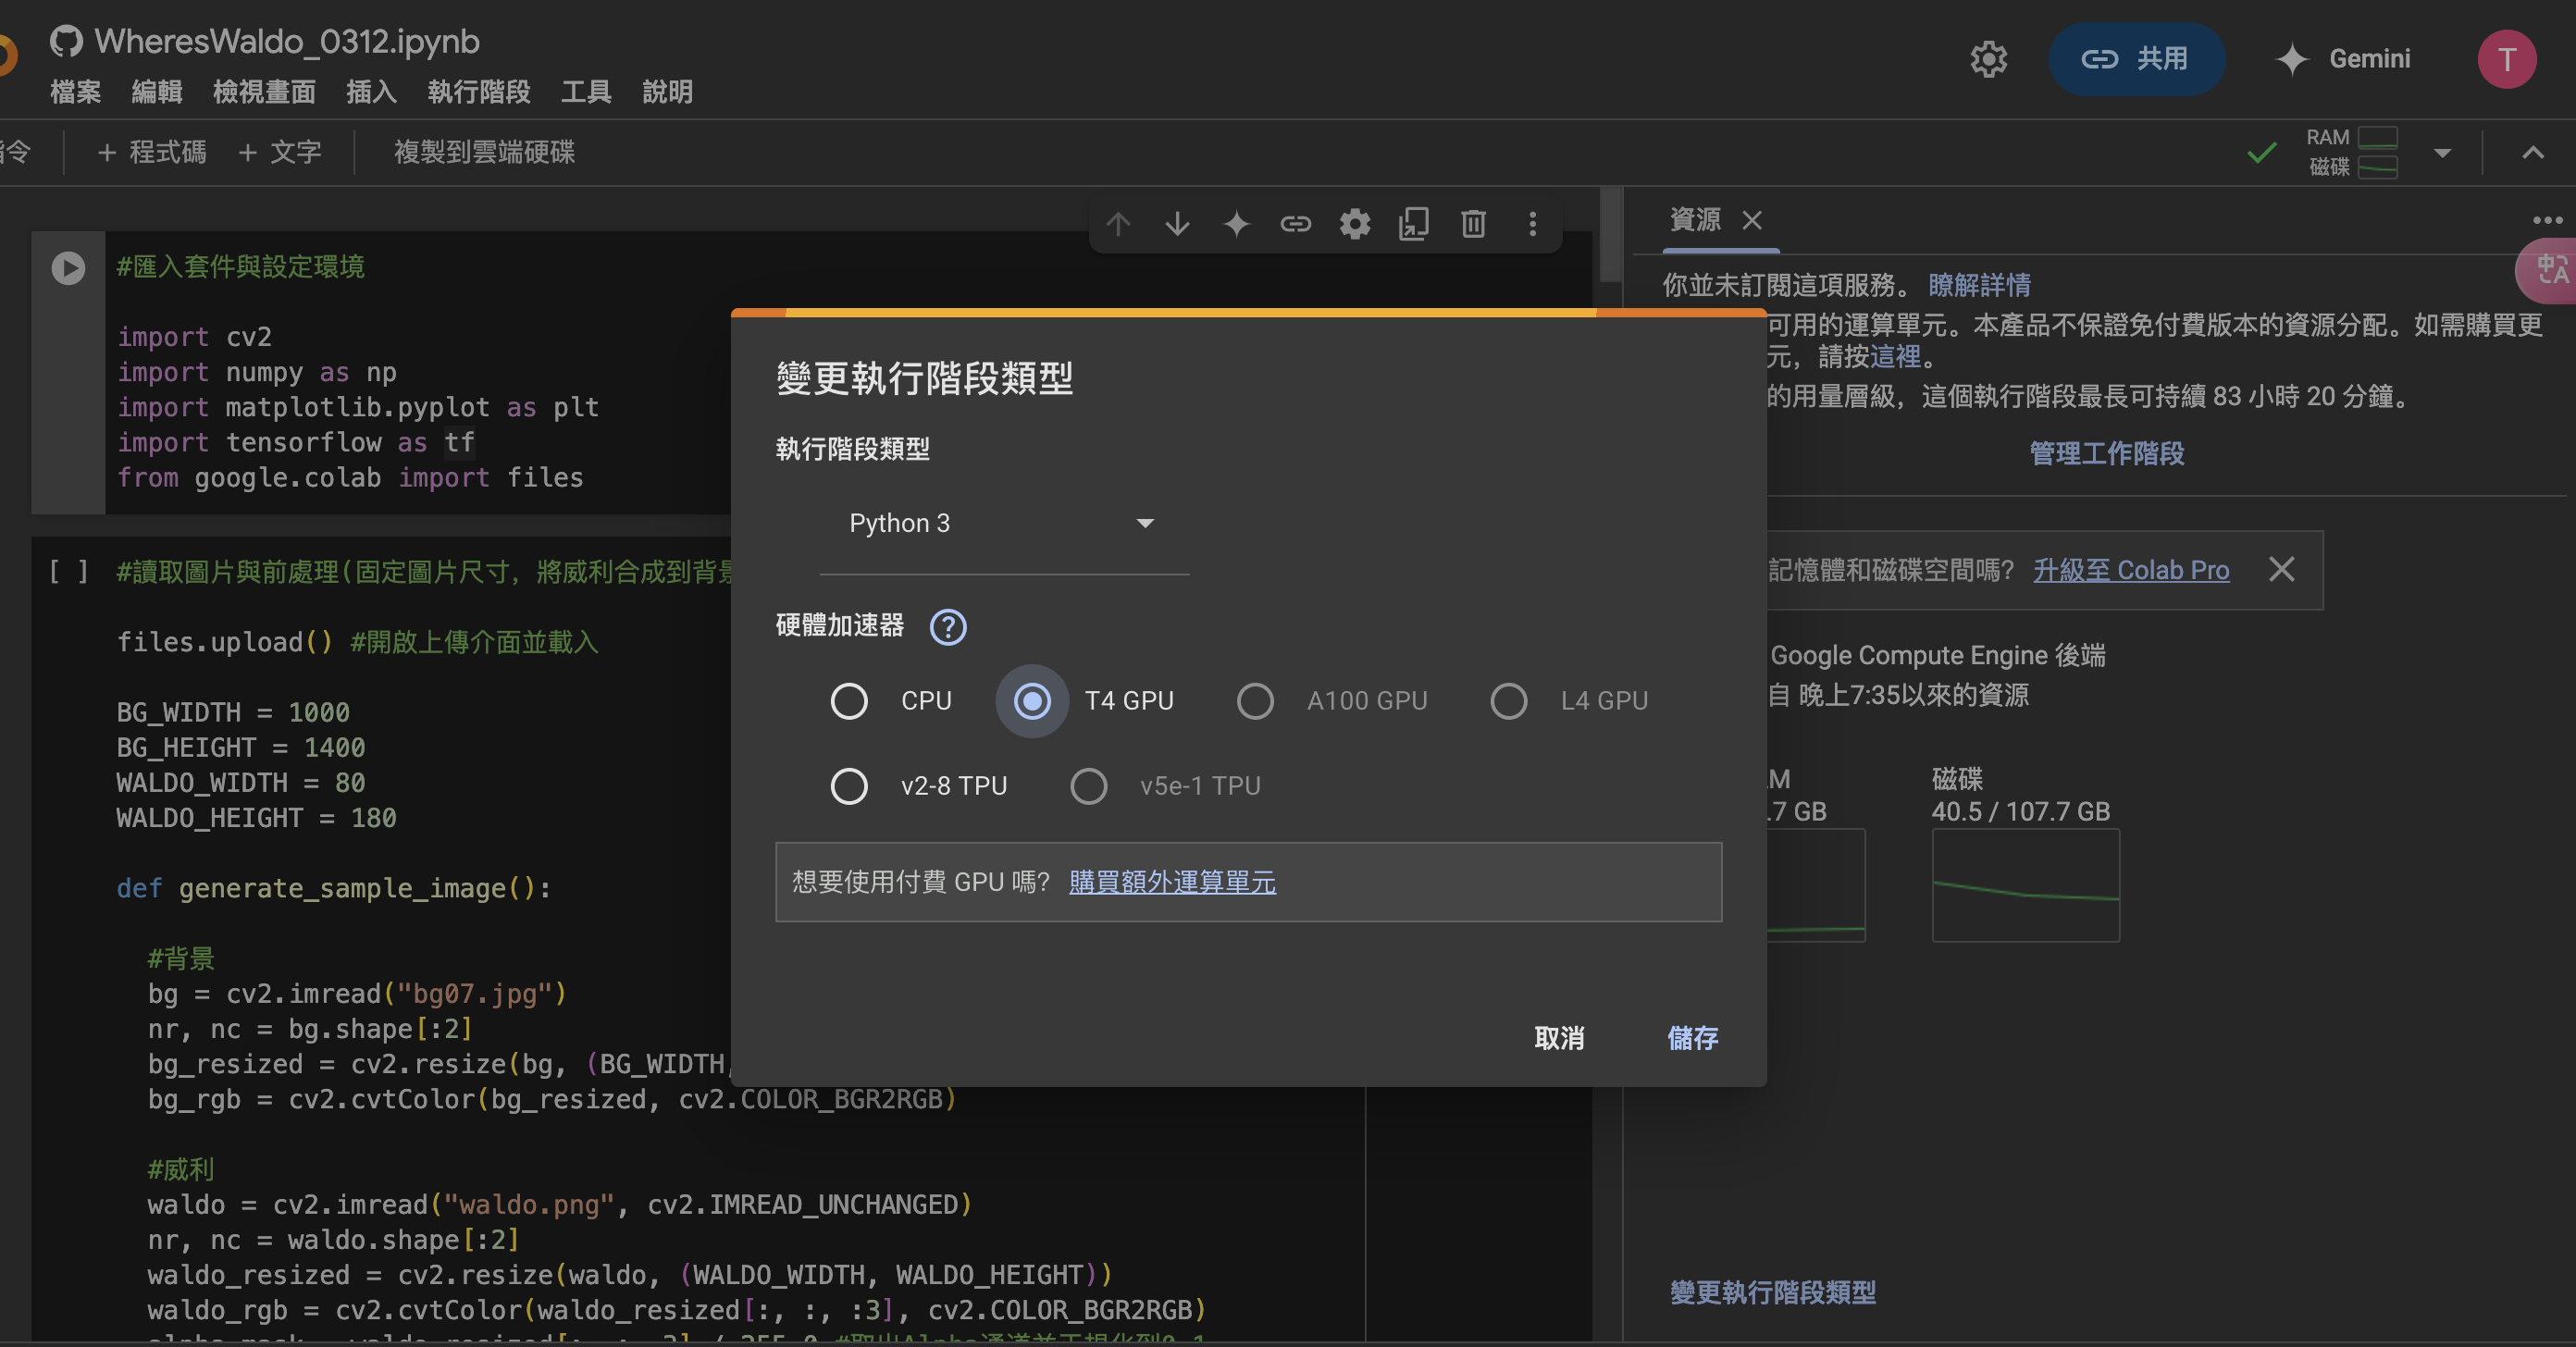 WheresWaldo_0312.ipynb
檔案 編輯 檢視畫面 插入 執行階段 工具 說明
共用
Gemini
T
令 + 程式碼 + 文字 複製到雲端硬碟
RAM
磁碟
#匯入套件與設定環境
import cv2
import numpy as np
import matplotlib.pyplot as plt
import tensorflow as tf
from google.colab import files
[ ] #讀取圖片與前處理(固定圖片尺寸, 將威利合成到背景
files.upload() #開啟上傳介面並載入
BG_WIDTH = 1000
BG_HEIGHT = 1400
WALDO_WIDTH = 80
WALDO_HEIGHT = 180
def generate_sample_image():
#背景
bg = cv2.imread("bg07.jpg")
nr, nc = bg.shape[:2]
bg_resized = cv2.resize(bg, (BG_WIDTH,
bg_rgb = cv2.cvtColor(bg_resized, cv2.COLOR_BGR2RGB)
#威利
waldo = cv2.imread("waldo.png", cv2.IMREAD_UNCHANGED)
nr, nc = waldo.shape[:2]
waldo_resized = cv2.resize(waldo, (WALDO_WIDTH, WALDO_HEIGHT))
waldo_rgb = cv2.cvtColor(waldo_resized[:, :, :3], cv2.COLOR_BGR2RGB)
變更執行階段類型
執行階段類型
Python 3
硬體加速器 ?
CPU T4 GPU A100 GPU L4 GPU
v2-8 TPU v5e-1 TPU
想要使用付費 GPU 嗎? 購買額外運算單元
取消 儲存
資源
你並未訂閱這項服務。 瞭解詳情
可用的運算單元。本產品不保證免付費版本的資源分配。如需購買更
元，請按這裡。
的用量層級，這個執行階段最長可持續 83 小時 20 分鐘。
管理工作階段
記憶體和磁碟空間嗎? 升級至 Colab Pro
Google Compute Engine 後端
自 晚上7:35以來的資源
M
.7 GB
磁碟
40.5 / 107.7 GB
變更執行階段類型
中A